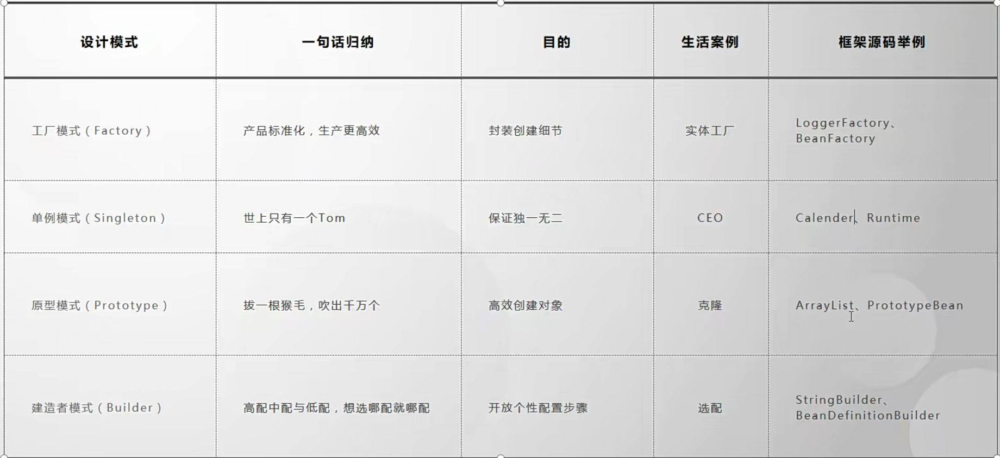 设计模式 一句话归纳 目的 生活案例 框架源码举例
工厂模式（Factory） 产品标准化，生产更高效 封装创建细节 实体工厂 LoggerFactory、
BeanFactory
单例模式（Singleton） 世上只有一个Tom 保证独一无二 CEO Calender、Runtime
原型模式（Prototype） 拔一根猴毛，吹出千万个 高效创建对象 克隆 ArrayList、PrototypeBean
建造者模式（Builder） 高配中配与低配，想选哪配就哪配 开放个性配置步骤 选配 StringBuilder、
BeanDefinitionBuilder